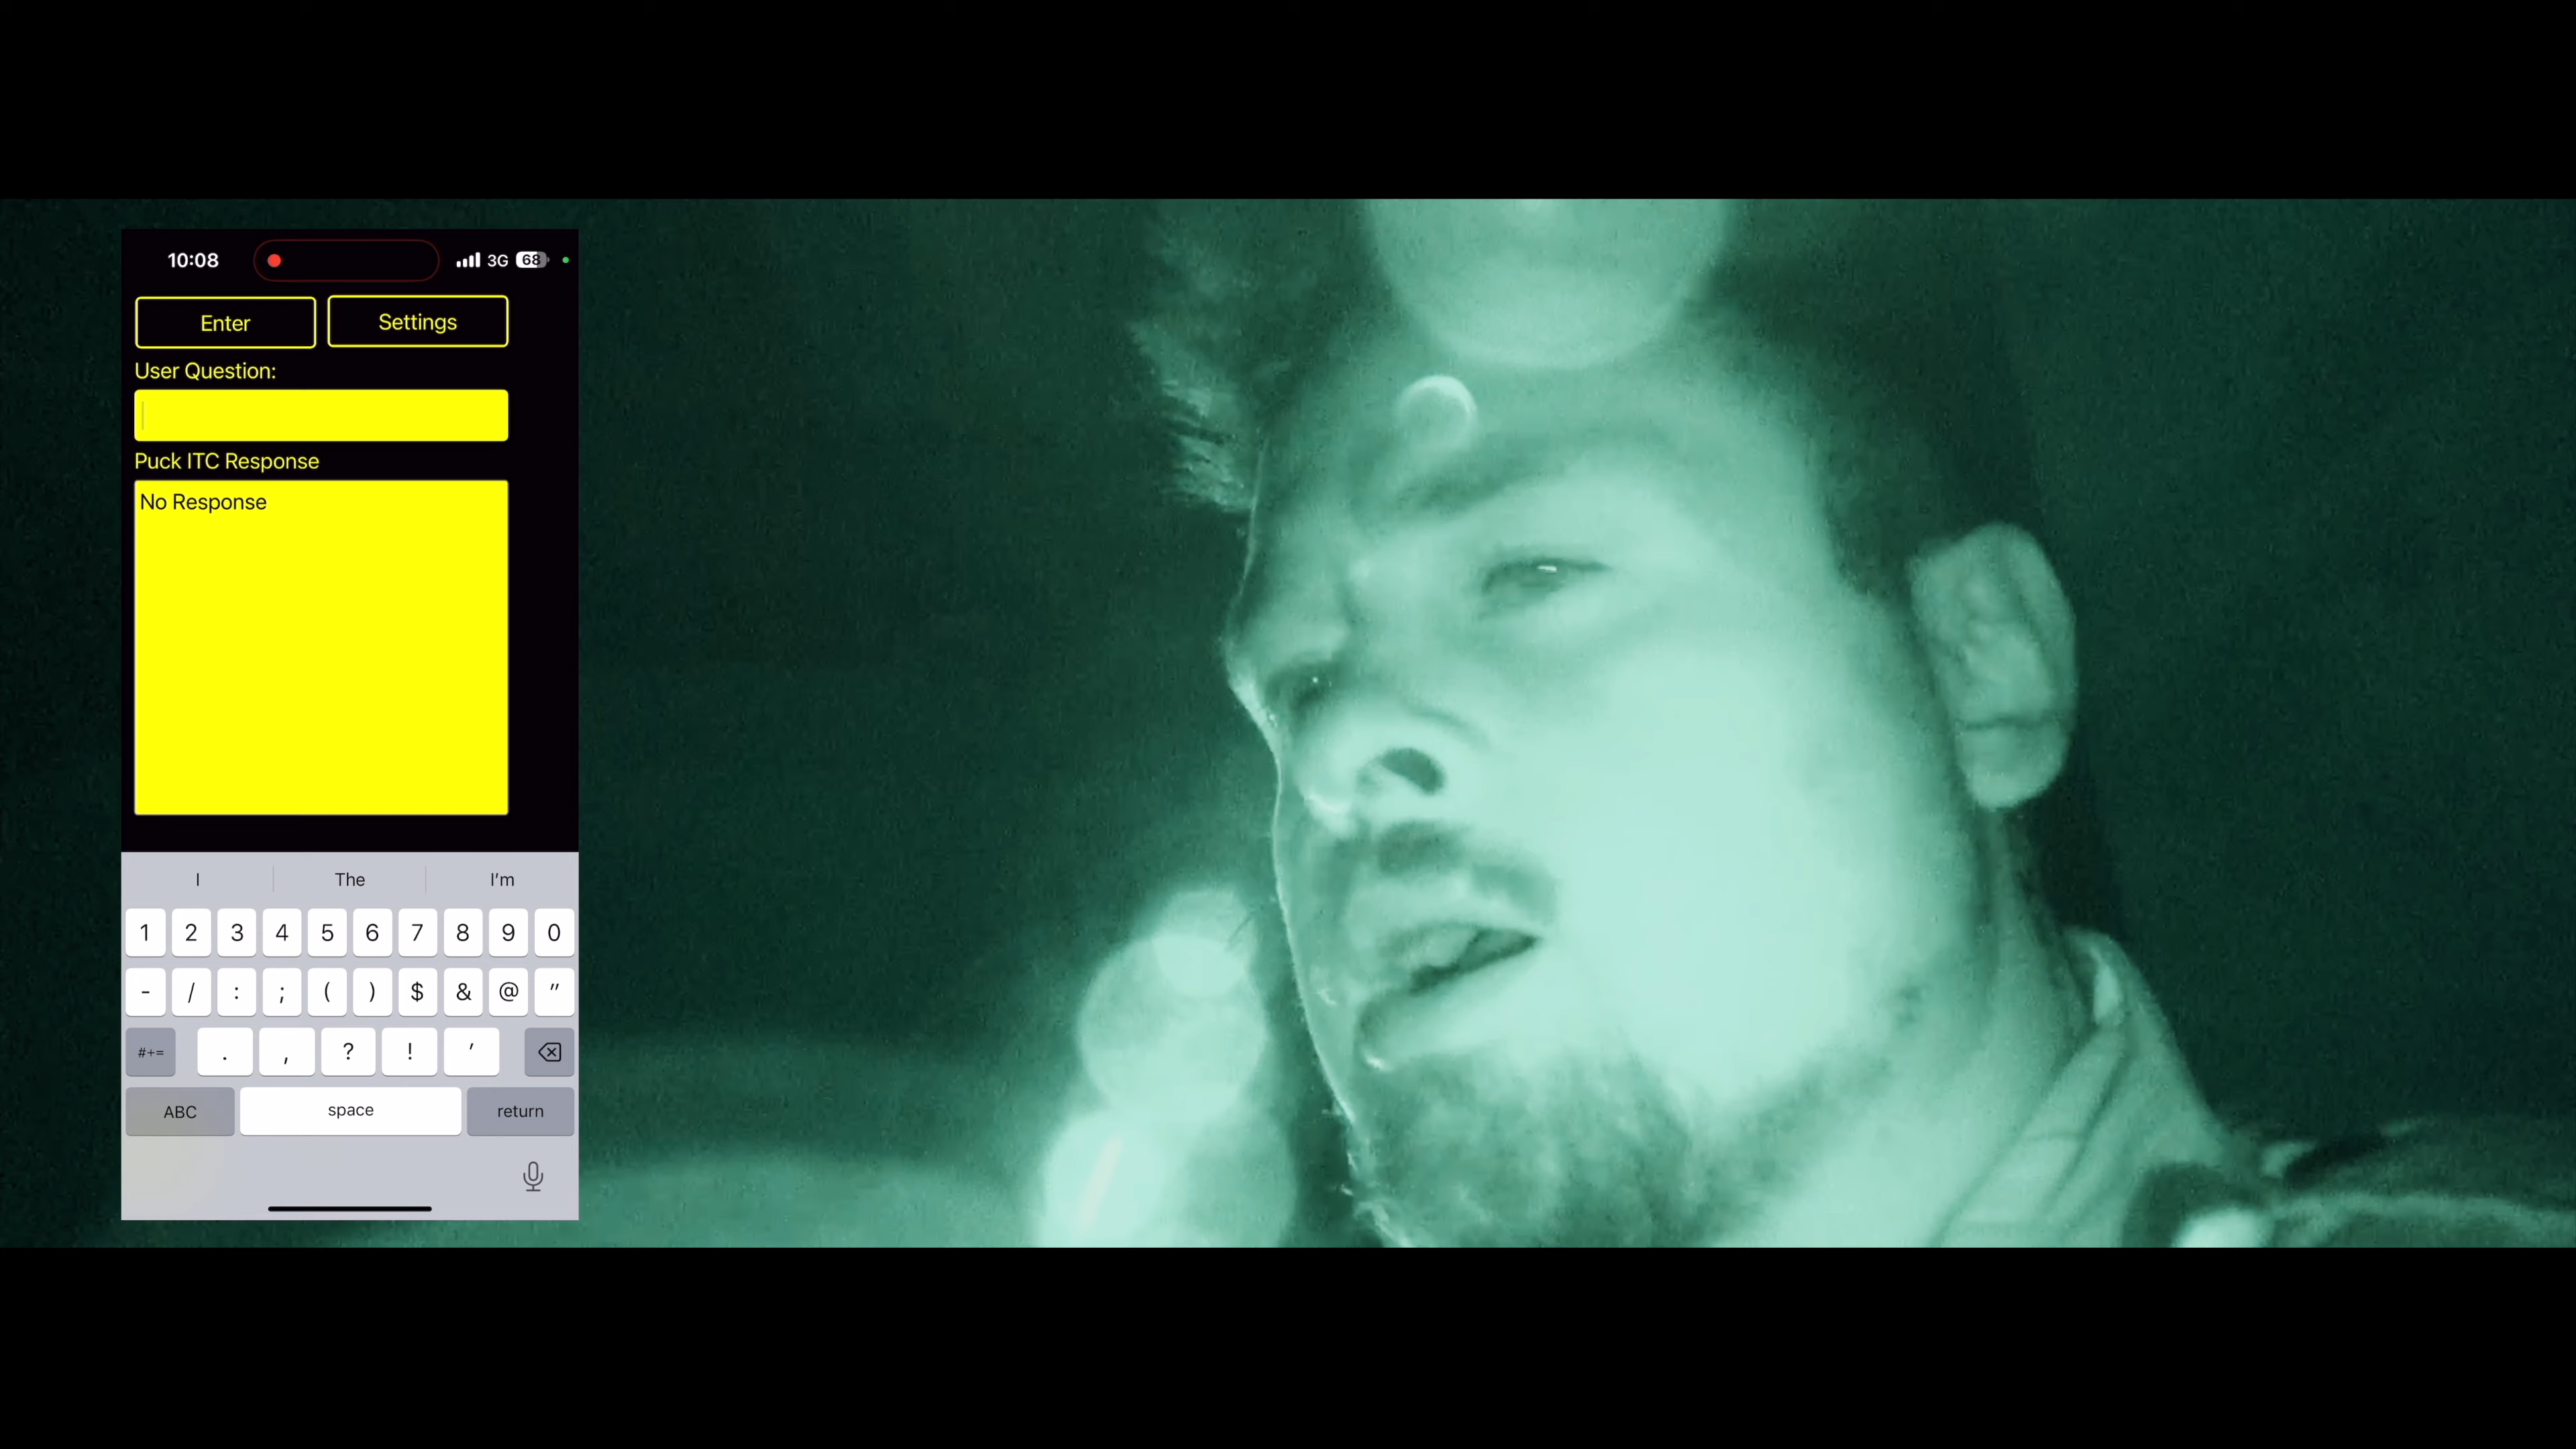 10:08
3G 68
Enter Settings
User Question:
Puck ITC Response
No Response
I The I'm
1 2 3 4 5 6 7 8 9 0
- / : ; ( ) $ & @ "
#+= . , ? ! '
ABC space return